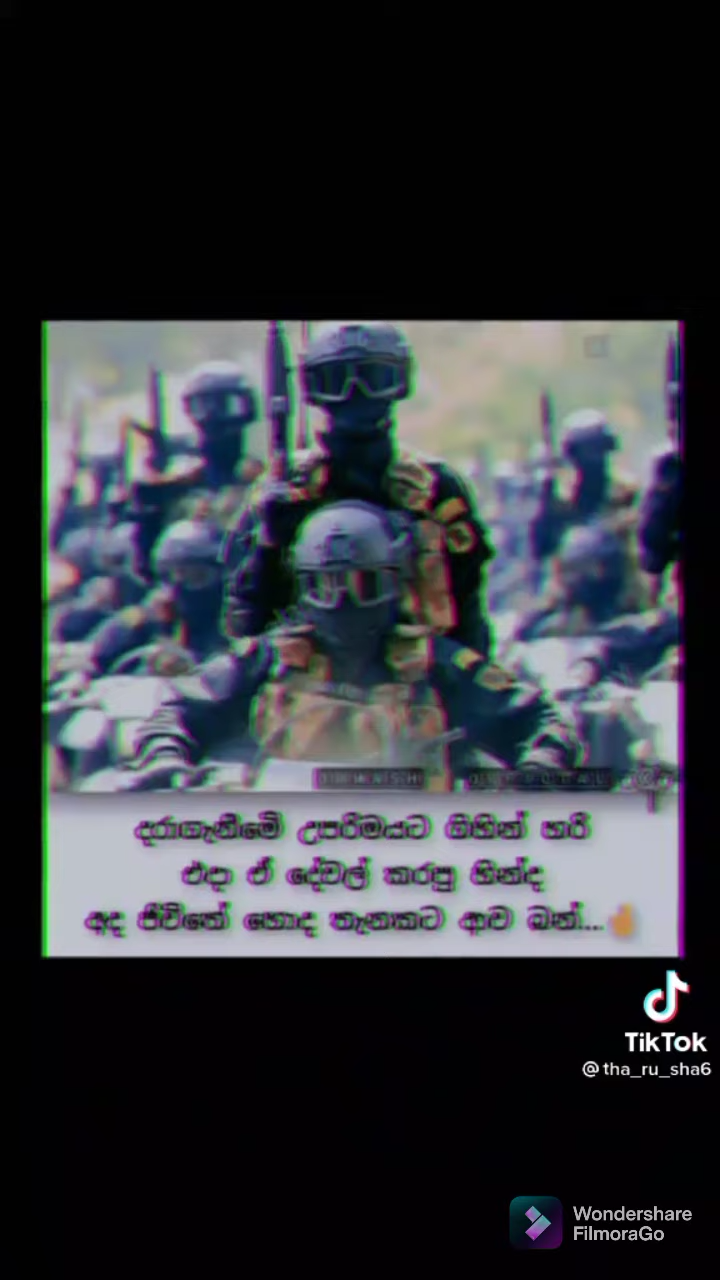 දරාගැනීමේ උපරිමයට ගිහින් හරි
එදා ඒ දේවල් කරපු හින්ද
අද ජීවිතේ හොද තැනකට ආව බන්...☝
TikTok
@tha_ru_sha6
Wondershare
FilmoraGo